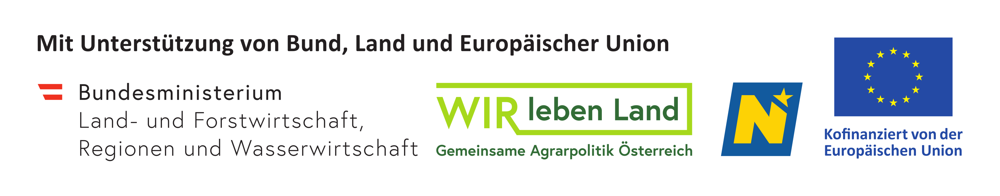 Mit Unterstützung von Bund, Land und Europäischer Union
Bundesministerium
Land- und Forstwirtschaft,
Regionen und Wasserwirtschaft
WIR leben Land
Gemeinsame Agrarpolitik Österreich
N
Kofinanziert von der
Europäischen Union